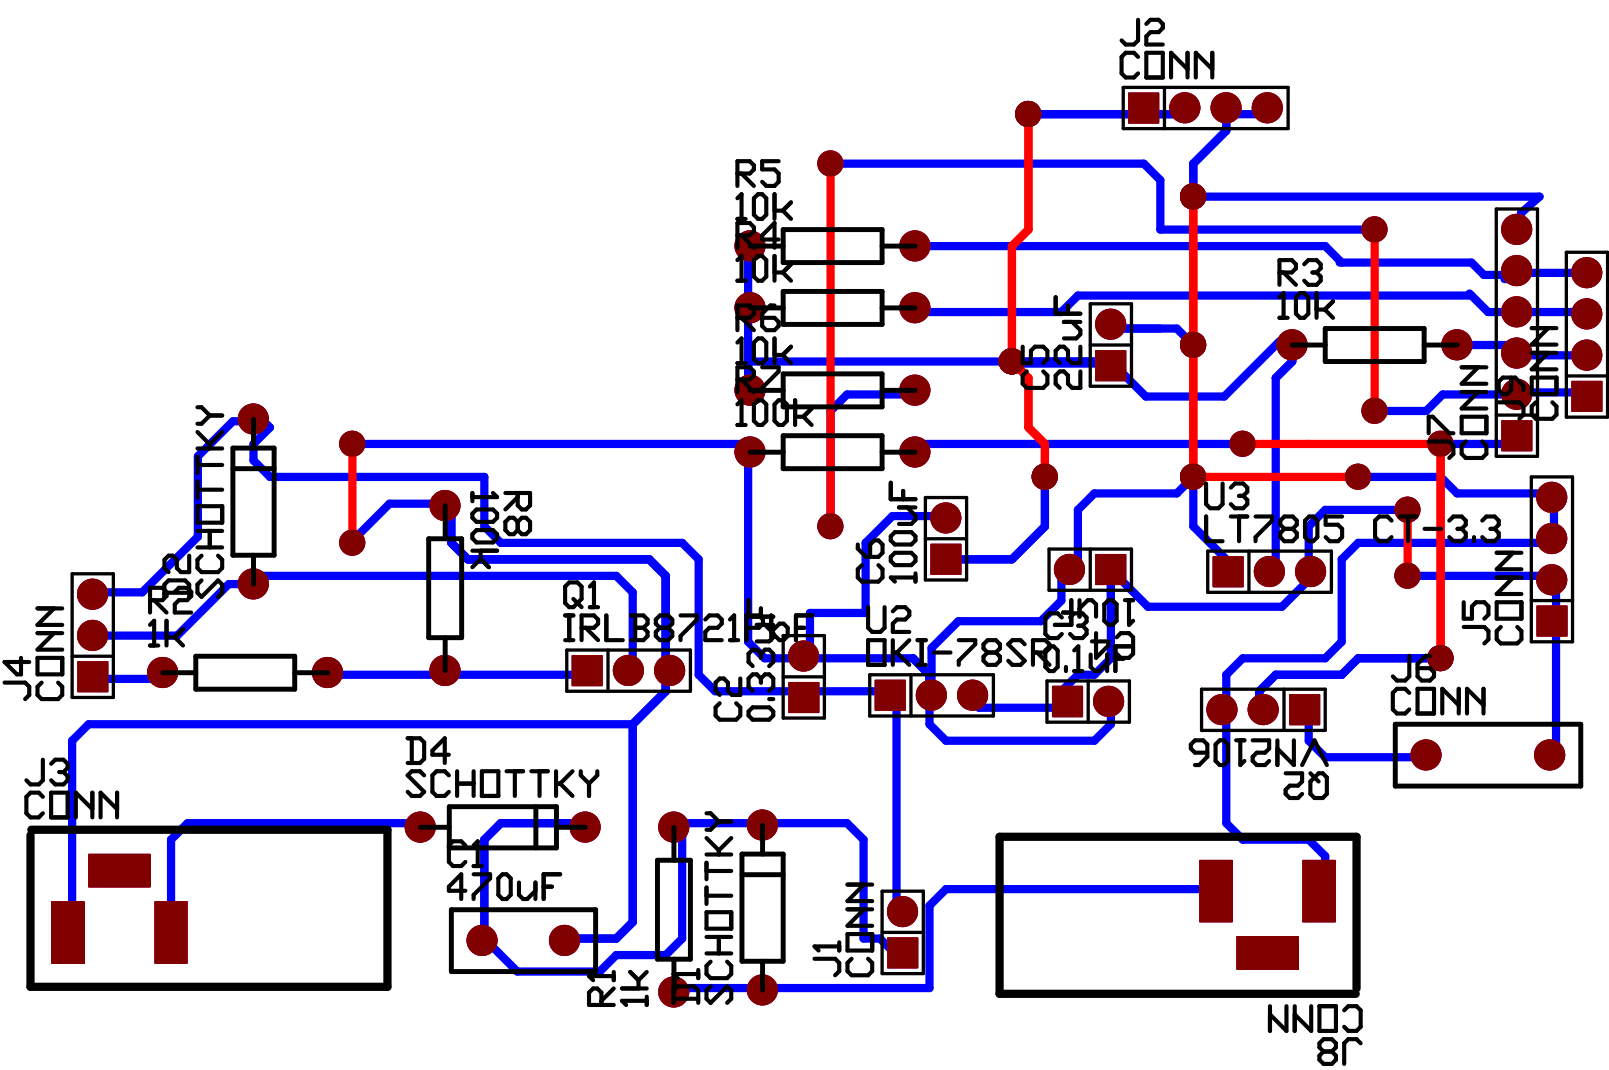 J2
CONN
R5
10k
R4
10k
R6
10k
R7
100k
R3
10k
C5
22uF
J7
CONN
J9
CONN
SCHOTTKY
R8
100k
C6
100uF
U3
LT7805 CT-3.3
R2
1K
J4
CONN
Q1
IRLB8721PBF
C2
0.33uF
U2
OKI-78SR
C3
0.1uF
C4
10uF
J5
CONN
J6
CONN
VN2106
Q2
J3
CONN
D4
SCHOTTKY
C1
470uF
R1
1K
D1
SCHOTTKY
J1
CONN
CONN
J8